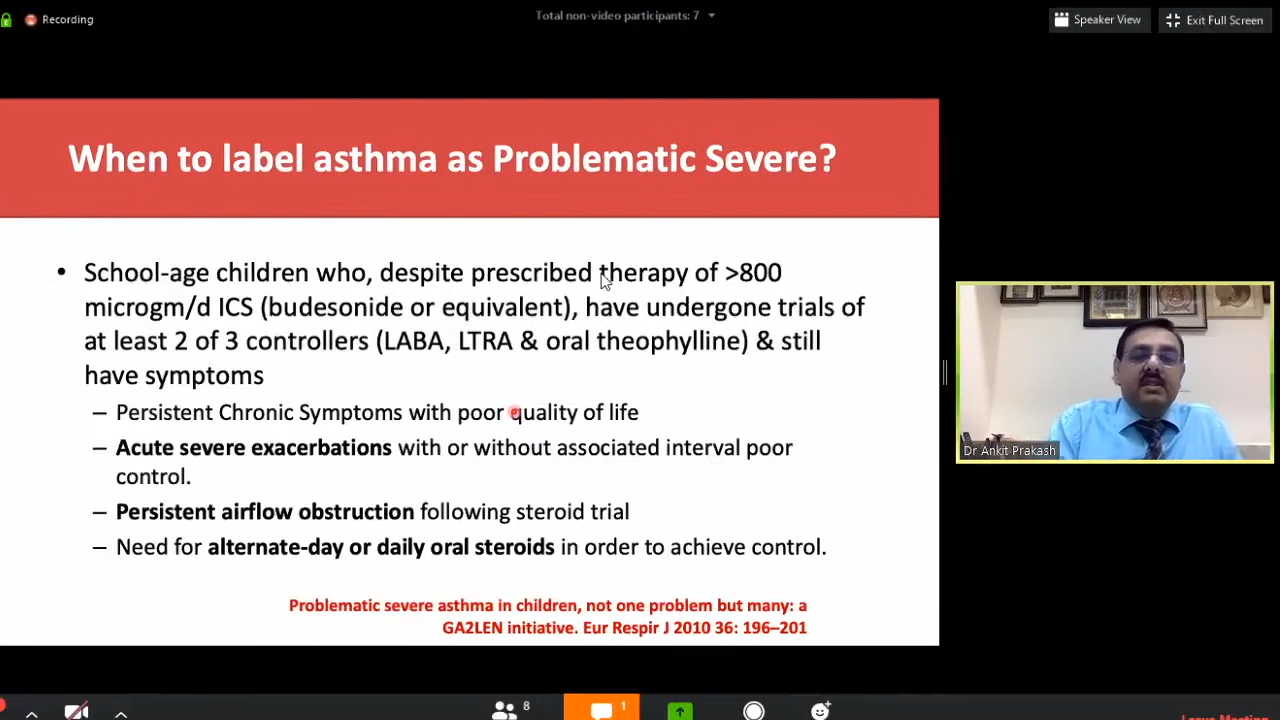 Recording
Total non-video participants: 7
Speaker View
Exit Full Screen
When to label asthma as Problematic Severe?
• School-age children who, despite prescribed therapy of >800
microgm/d ICS (budesonide or equivalent), have undergone trials of
at least 2 of 3 controllers (LABA, LTRA & oral theophylline) & still
have symptoms
– Persistent Chronic Symptoms with poor quality of life
– Acute severe exacerbations with or without associated interval poor
control.
– Persistent airflow obstruction following steroid trial
– Need for alternate-day or daily oral steroids in order to achieve control.
Problematic severe asthma in children, not one problem but many: a
GA2LEN initiative. Eur Respir J 2010 36: 196–201
Dr Ankit Prakash
8
1
Leave Meeting